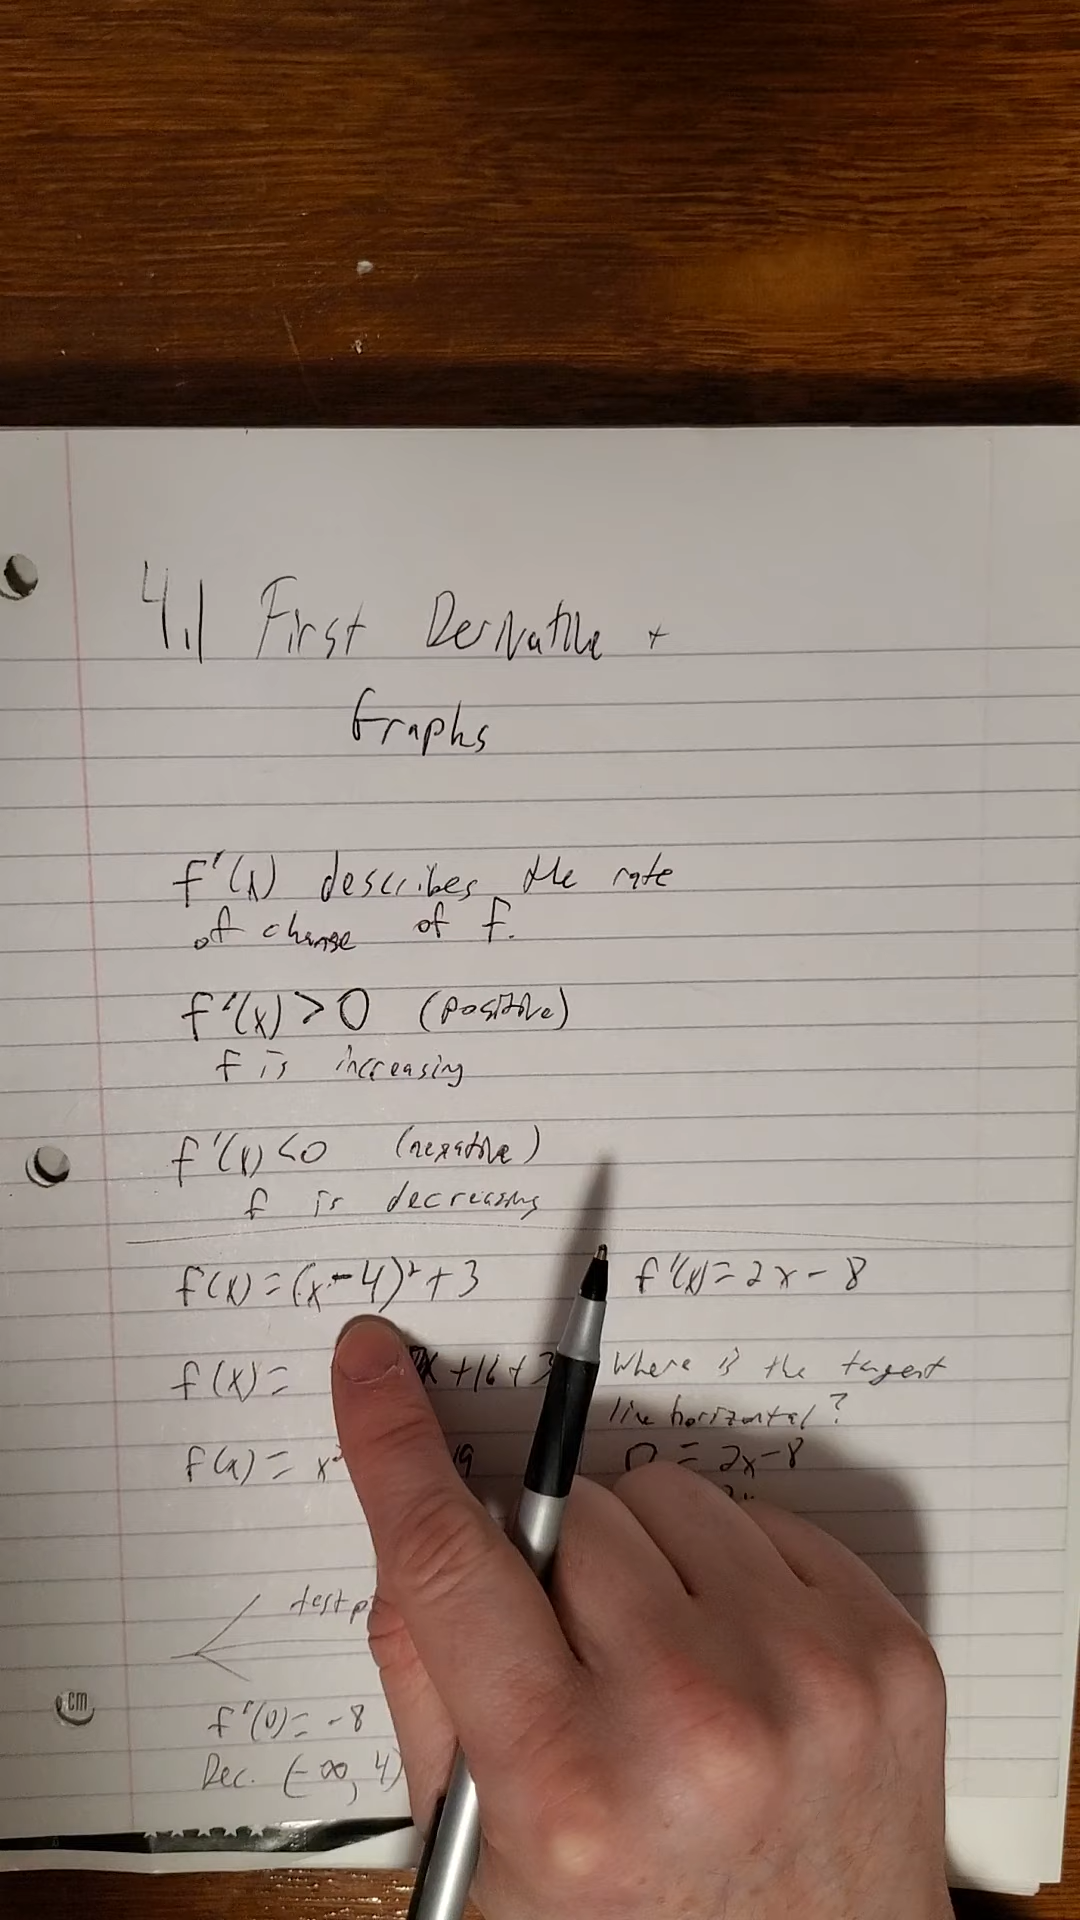 4.1 First Derivative +
Graphs
f'(x) describes the rate
of change of f.
f'(x) > 0 (positive)
f is increasing
f'(x) < 0 (negative)
f is decreasing
f(x) = (x-4)² + 3 f'(x) = 2x - 8
f(x) = x + 16 + 3 Where is the tangent
line horizontal?
f(x) = x² 19 0 = 2x - 8
test
f'(0) = -8
Dec. (-∞, 4)
cm